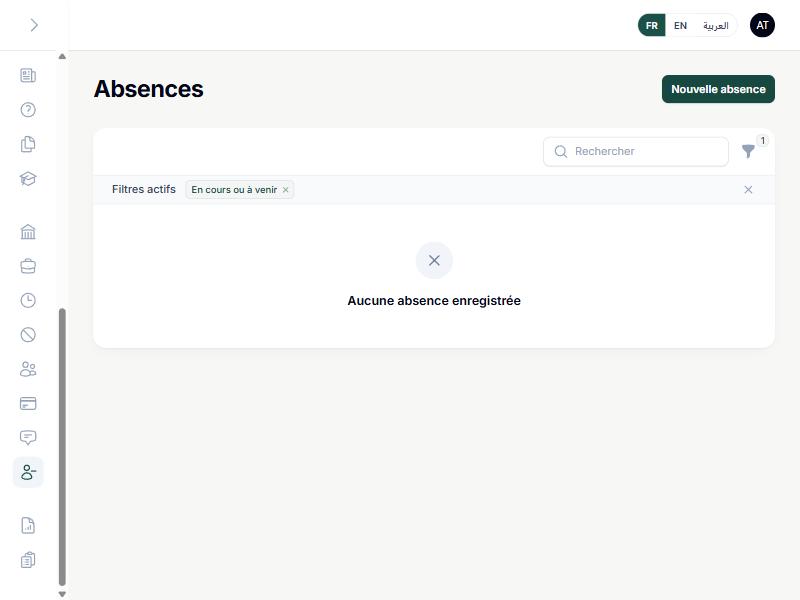 FR EN العربية AT
Absences
Nouvelle absence
Rechercher
1
Filtres actifs En cours ou à venir
Aucune absence enregistrée